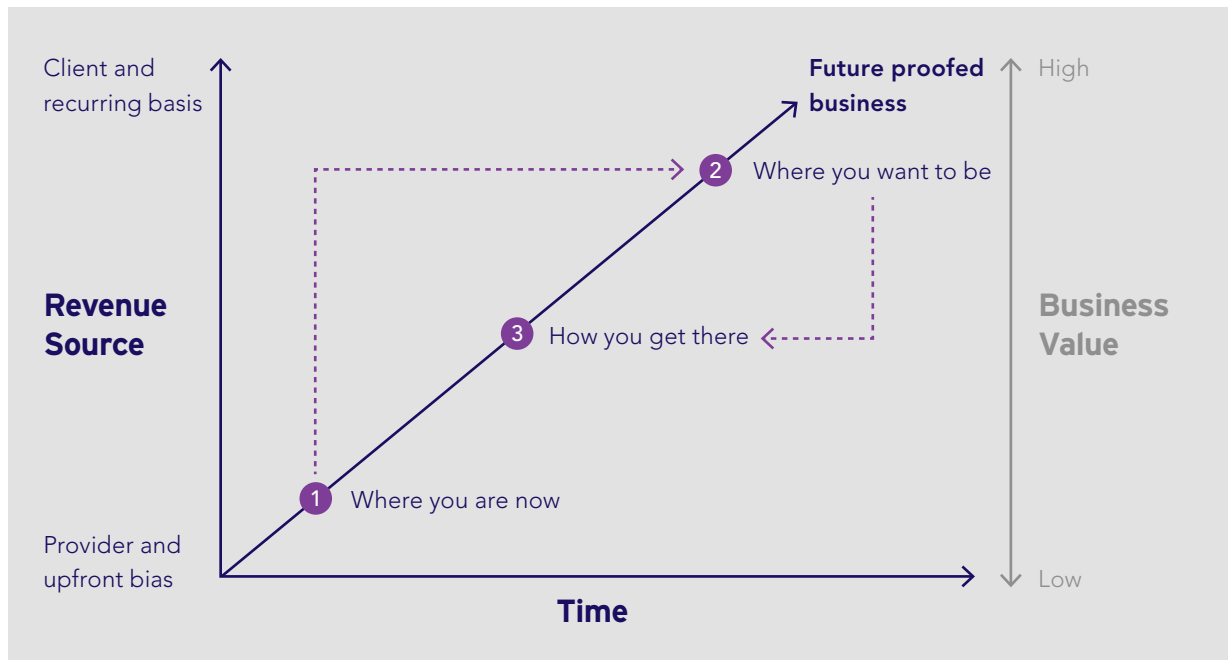 Client and
recurring basis
Future proofed
business
High
2
Where you want to be
Revenue
Source
3
How you get there
Business
Value
1
Where you are now
Provider and
upfront bias
Low
Time